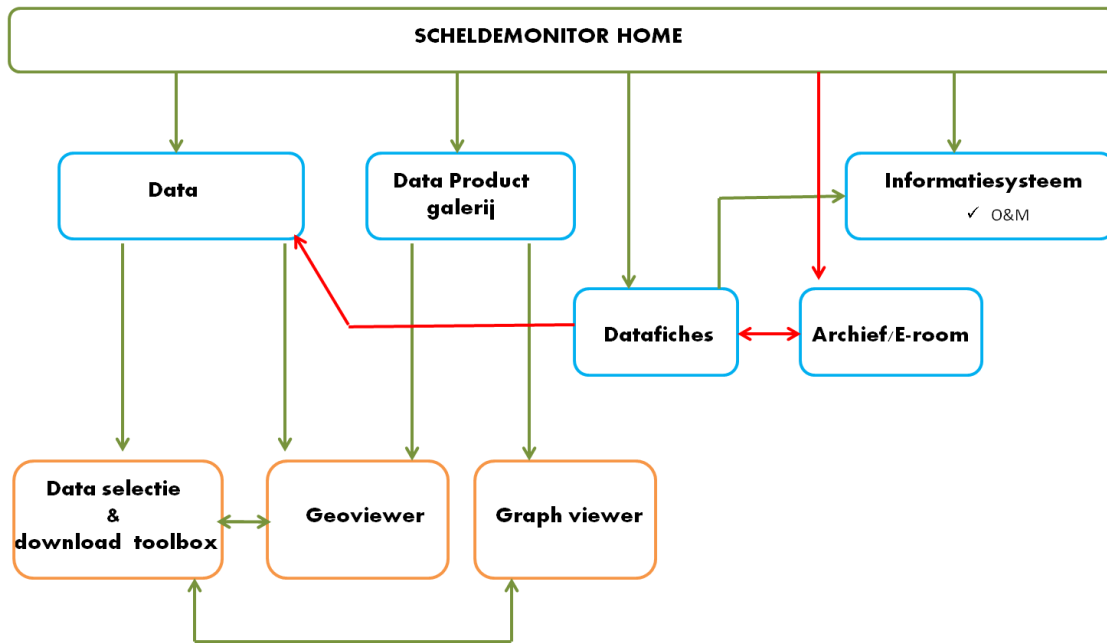 SCHELDEMONITOR HOME
Data
Data Product
galerij
Informatiesysteem
✓ O&M
Datafiches
Archief/E-room
Data selectie
&
download toolbox
Geoviewer
Graph viewer